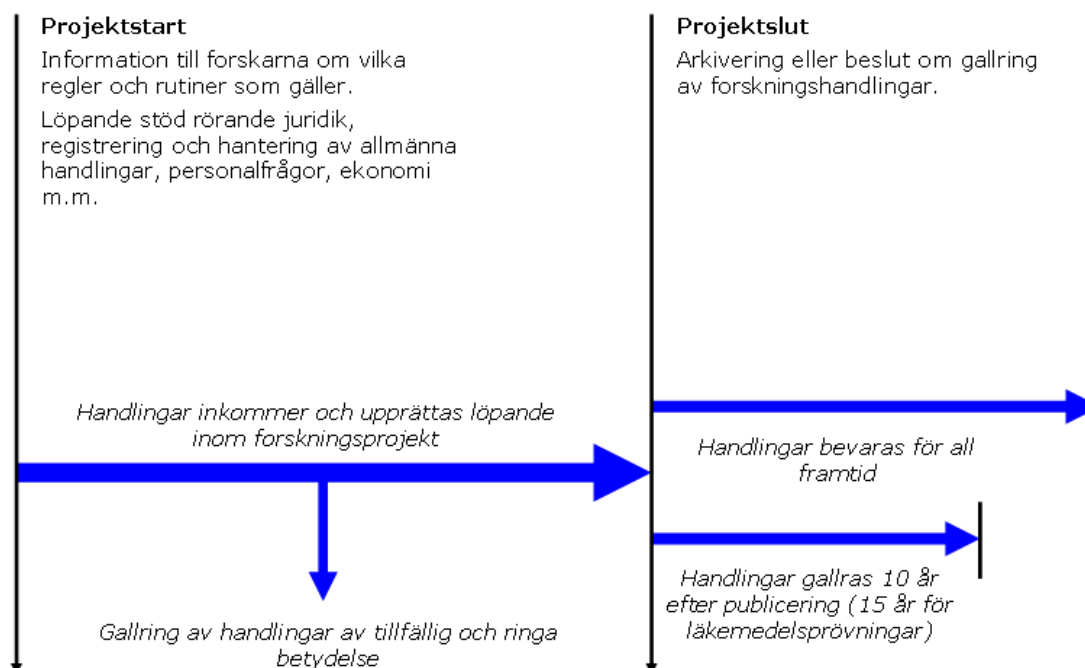 Projektstart
Information till forskarna om vilka
regler och rutiner som gäller.
Löpande stöd rörande juridik,
registrering och hantering av allmänna
handlingar, personalfrågor, ekonomi
m.m.
Projektslut
Arkivering eller beslut om gallring
av forskningshandlingar.
Handlingar inkommer och upprättas löpande
inom forskningsprojekt
Handlingar bevaras för all
framtid
Gallring av handlingar av tillfällig och ringa
betydelse
Handlingar gallras 10 år
efter publicering (15 år för
läkemedelsprövningar)